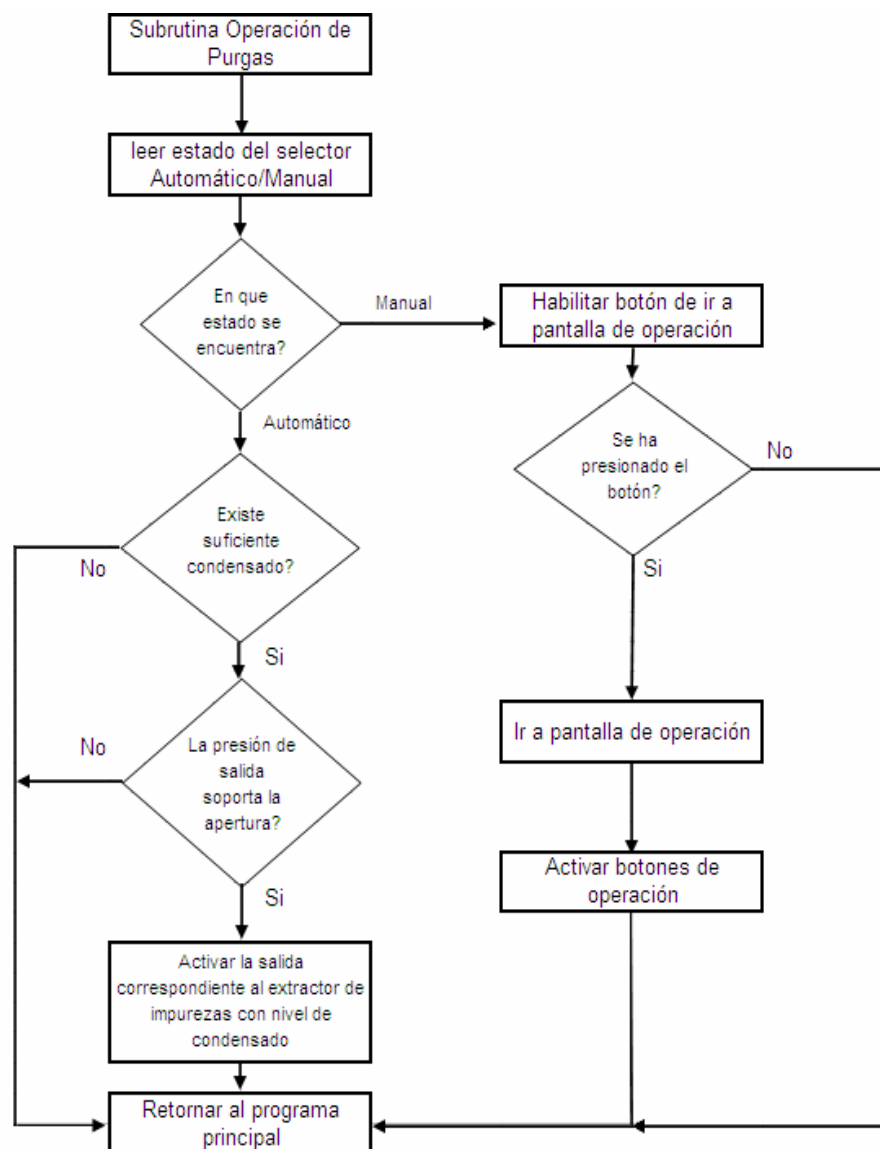 Subrutina Operación de
Purgas
leer estado del selector
Automático/Manual
En que
estado se
encuentra?
Manual
Habilitar botón de ir a
pantalla de operación
Automático
Se ha
presionado el
botón?
No
Existe
suficiente
condensado?
No
Si
Si
La presión de
salida
soporta la
apertura?
No
Ir a pantalla de operación
Si
Activar botones de
operación
Activar la salida
correspondiente al extractor de
impurezas con nivel de
condensado
Retornar al programa
principal